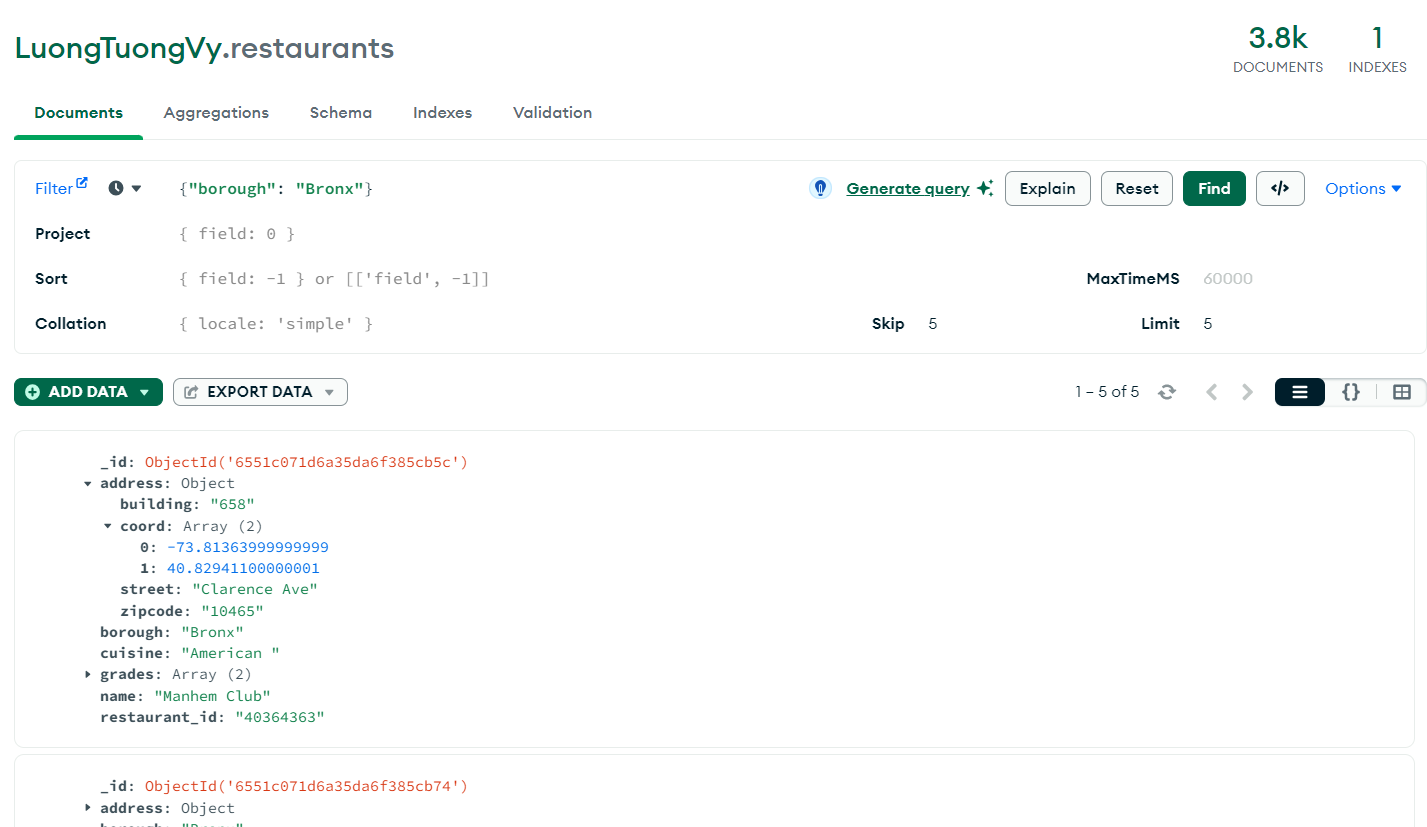 LuongTuongVy.restaurants
3.8k
DOCUMENTS
1
INDEXES
Documents Aggregations Schema Indexes Validation
Filter {"borough": "Bronx"} Generate query Explain Reset Find </> Options
Project { field: 0 }
Sort { field: -1 } or [['field', -1]] MaxTimeMS 60000
Collation { locale: 'simple' } Skip 5 Limit 5
ADD DATA EXPORT DATA 1 – 5 of 5 {}
_id: ObjectId('6551c071d6a35da6f385cb5c')
address: Object
building: "658"
coord: Array (2)
0: -73.81363999999999
1: 40.82941100000001
street: "Clarence Ave"
zipcode: "10465"
borough: "Bronx"
cuisine: "American "
grades: Array (2)
name: "Manhem Club"
restaurant_id: "40364363"
_id: ObjectId('6551c071d6a35da6f385cb74')
address: Object